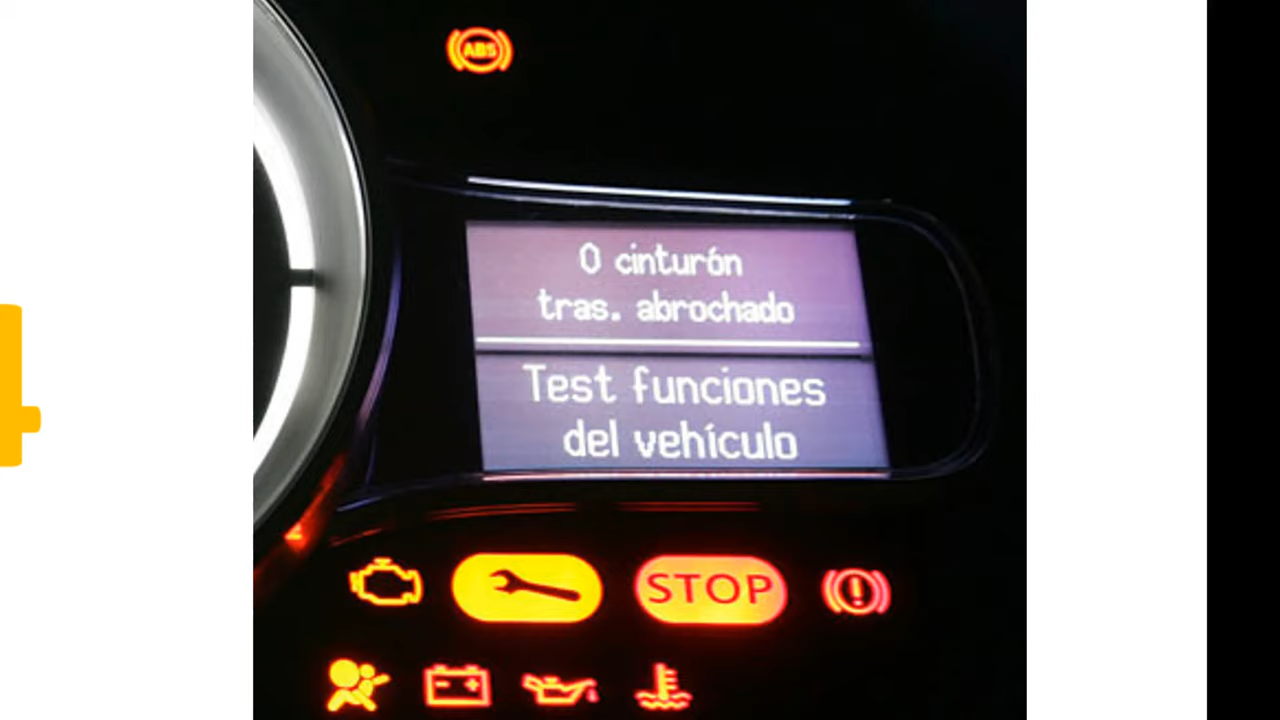 ABS
0 cinturón
tras. abrochado
Test funciones
del vehículo
STOP